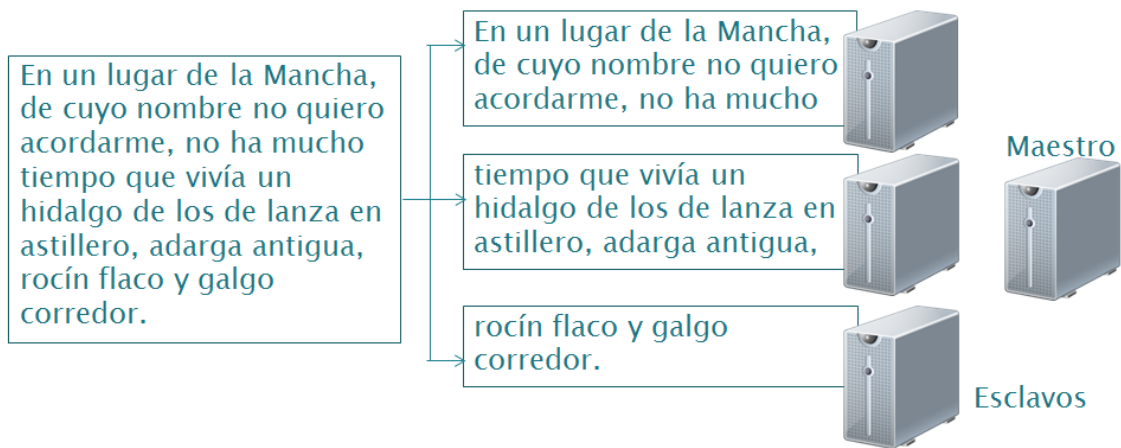 En un lugar de la Mancha,
de cuyo nombre no quiero
acordarme, no ha mucho
tiempo que vivía un
hidalgo de los de lanza en
astillero, adarga antigua,
rocín flaco y galgo
corredor.
En un lugar de la Mancha,
de cuyo nombre no quiero
acordarme, no ha mucho
tiempo que vivía un
hidalgo de los de lanza en
astillero, adarga antigua,
rocín flaco y galgo
corredor.
Maestro
Esclavos